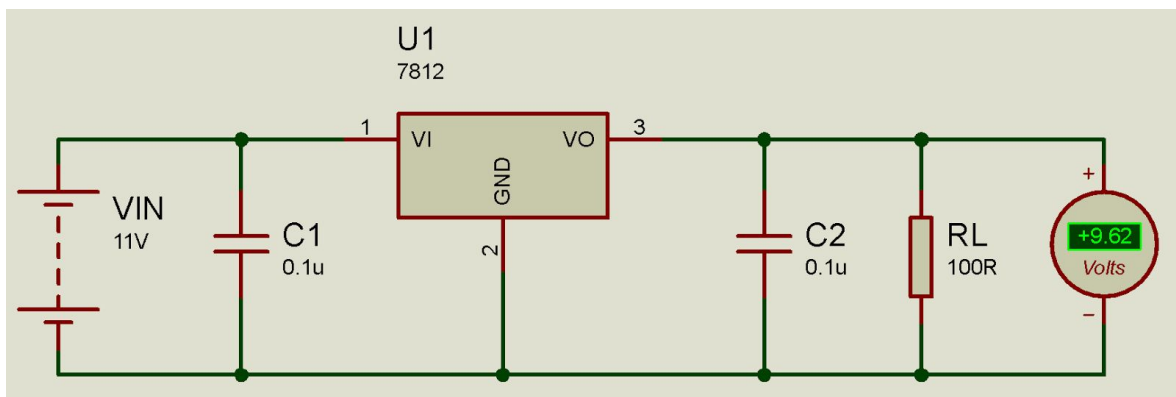 U1
7812
1
VI
VO
3
GND
2
VIN
11V
C1
0.1u
C2
0.1u
RL
100R
+
+9.62
Volts
−